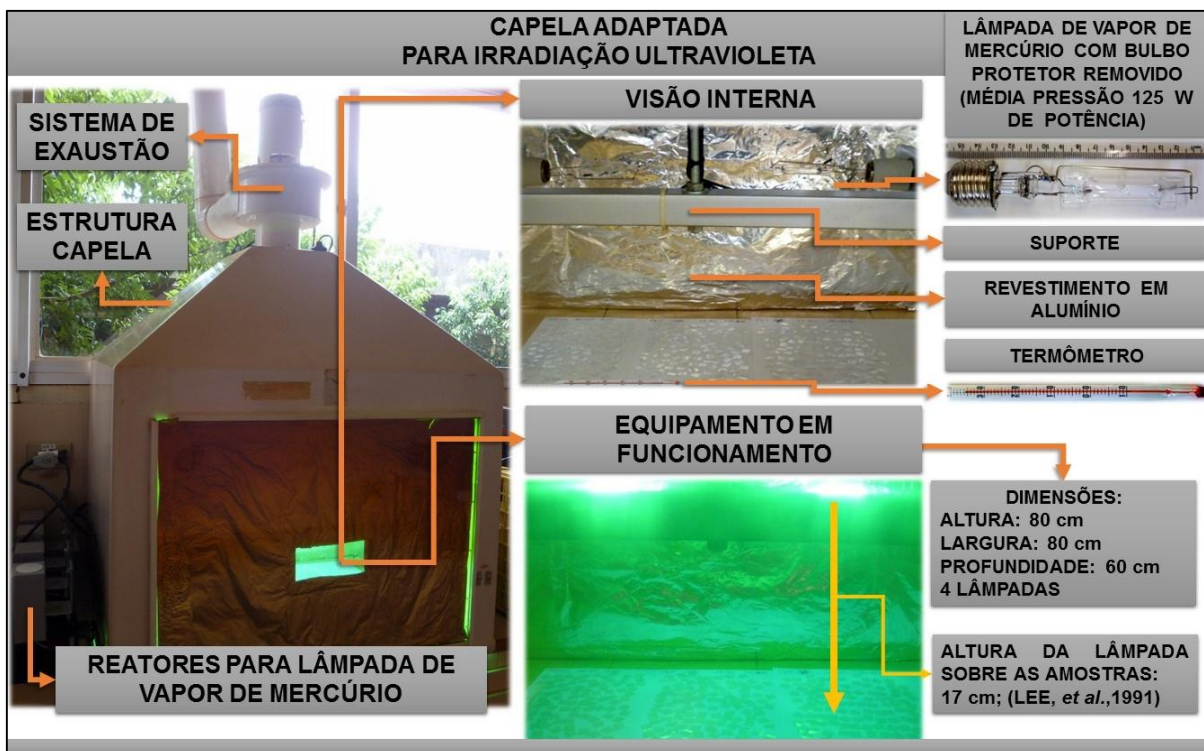 CAPELA ADAPTADA
PARA IRRADIAÇÃO ULTRAVIOLETA
LÂMPADA DE VAPOR DE
MERCÚRIO COM BULBO
PROTETOR REMOVIDO
(MÉDIA PRESSÃO 125 W
DE POTÊNCIA)
SISTEMA DE
EXAUSTÃO
ESTRUTURA
CAPELA
VISÃO INTERNA
SUPORTE
REVESTIMENTO EM
ALUMÍNIO
TERMÔMETRO
EQUIPAMENTO EM
FUNCIONAMENTO
DIMENSÕES:
ALTURA: 80 cm
LARGURA: 80 cm
PROFUNDIDADE: 60 cm
4 LÂMPADAS
REATORES PARA LÂMPADA DE
VAPOR DE MERCÚRIO
ALTURA DA LÂMPADA
SOBRE AS AMOSTRAS:
17 cm; (LEE, et al.,1991)